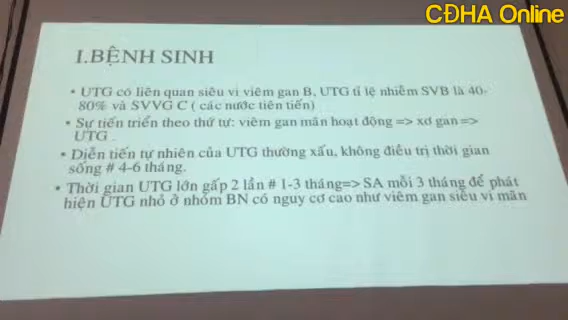 CĐHA Online
I.BỆNH SINH
• UTG có liên quan siêu vi viêm gan B, UTG tỉ lệ nhiễm SVB là 40-
80% và SVVG C ( các nước tiên tiến)
• Sự tiến triển theo thứ tự: viêm gan mãn hoạt động => xơ gan =>
UTG .
• Diễn tiến tự nhiên của UTG thường xấu, không điều trị thời gian
sống # 4-6 tháng.
• Thời gian UTG lớn gấp 2 lần # 1-3 tháng=> SA mỗi 3 tháng để phát
hiện UTG nhỏ ở nhóm BN có nguy cơ cao như viêm gan siêu vi mãn